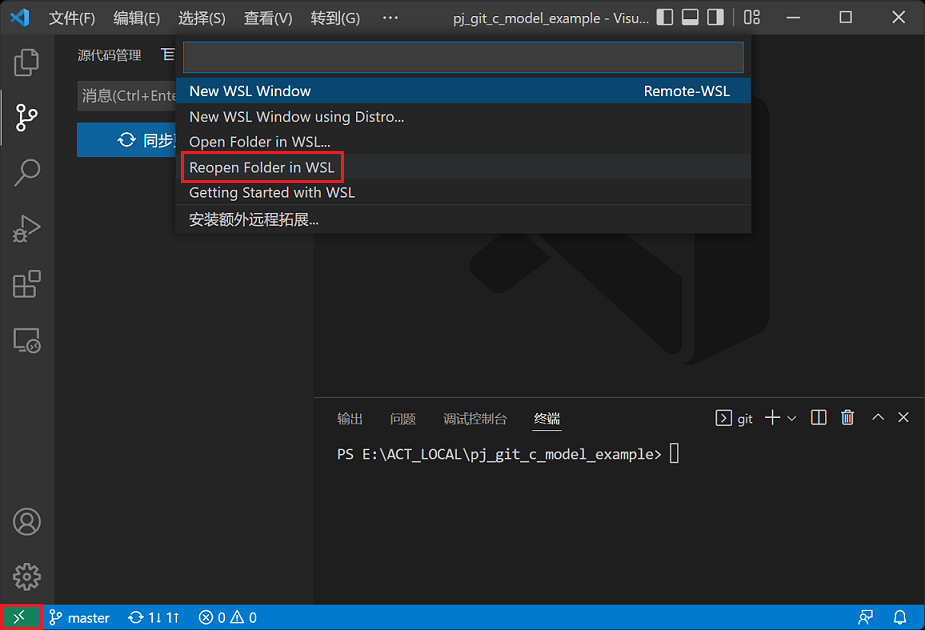 文件(F) 编辑(E) 选择(S) 查看(V) 转到(G) ··· pj_git_c_model_example - Visu...
源代码管理
消息(Ctrl+Ente
同步
New WSL Window Remote-WSL
New WSL Window using Distro...
Open Folder in WSL...
Reopen Folder in WSL
Getting Started with WSL
安装额外远程拓展...
输出 问题 调试控制台 终端 git
PS E:\ACT_LOCAL\pj_git_c_model_example>
master 1↓ 1↑ 0 0